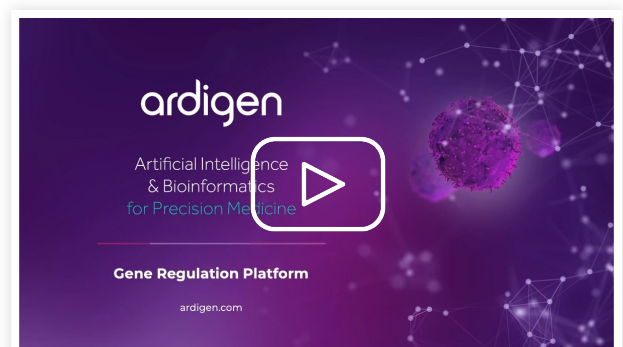 ardigen
Artificial Intelligence
& Bioinformatics
for Precision Medicine
Gene Regulation Platform
ardigen.com